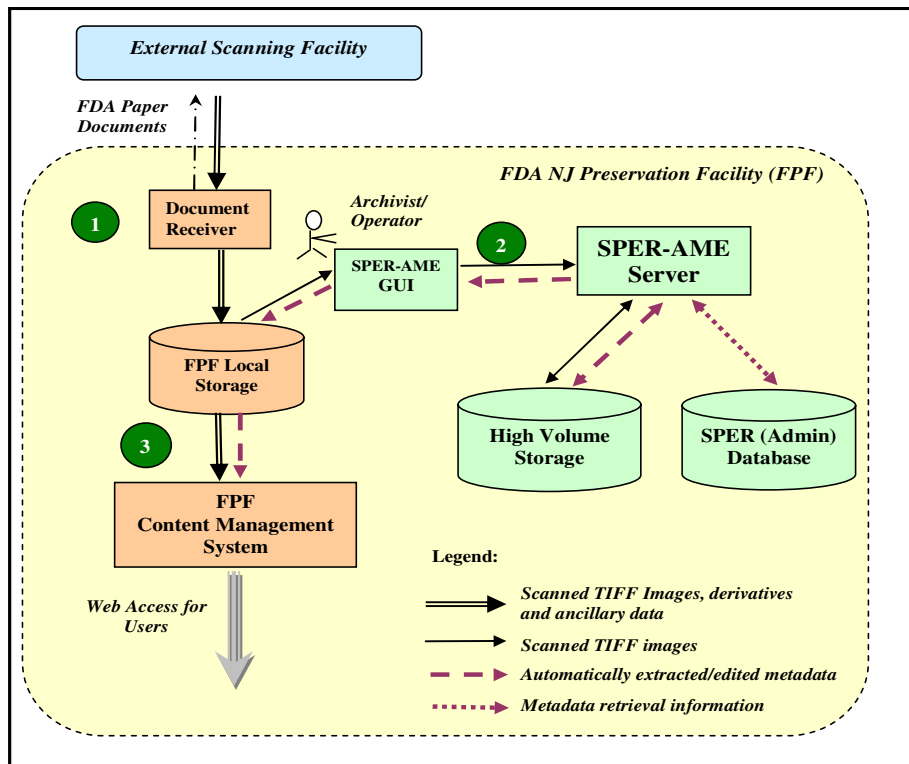 External Scanning Facility
FDA Paper
Documents
FDA NJ Preservation Facility (FPF)
1
Document
Receiver
Archivist/
Operator
2
SPER-AME
GUI
SPER-AME
Server
FPF Local
Storage
High Volume
Storage
SPER (Admin)
Database
3
FPF
Content Management
System
Web Access for
Users
Legend:
Scanned TIFF Images, derivatives
and ancillary data
Scanned TIFF images
Automatically extracted/edited metadata
Metadata retrieval information